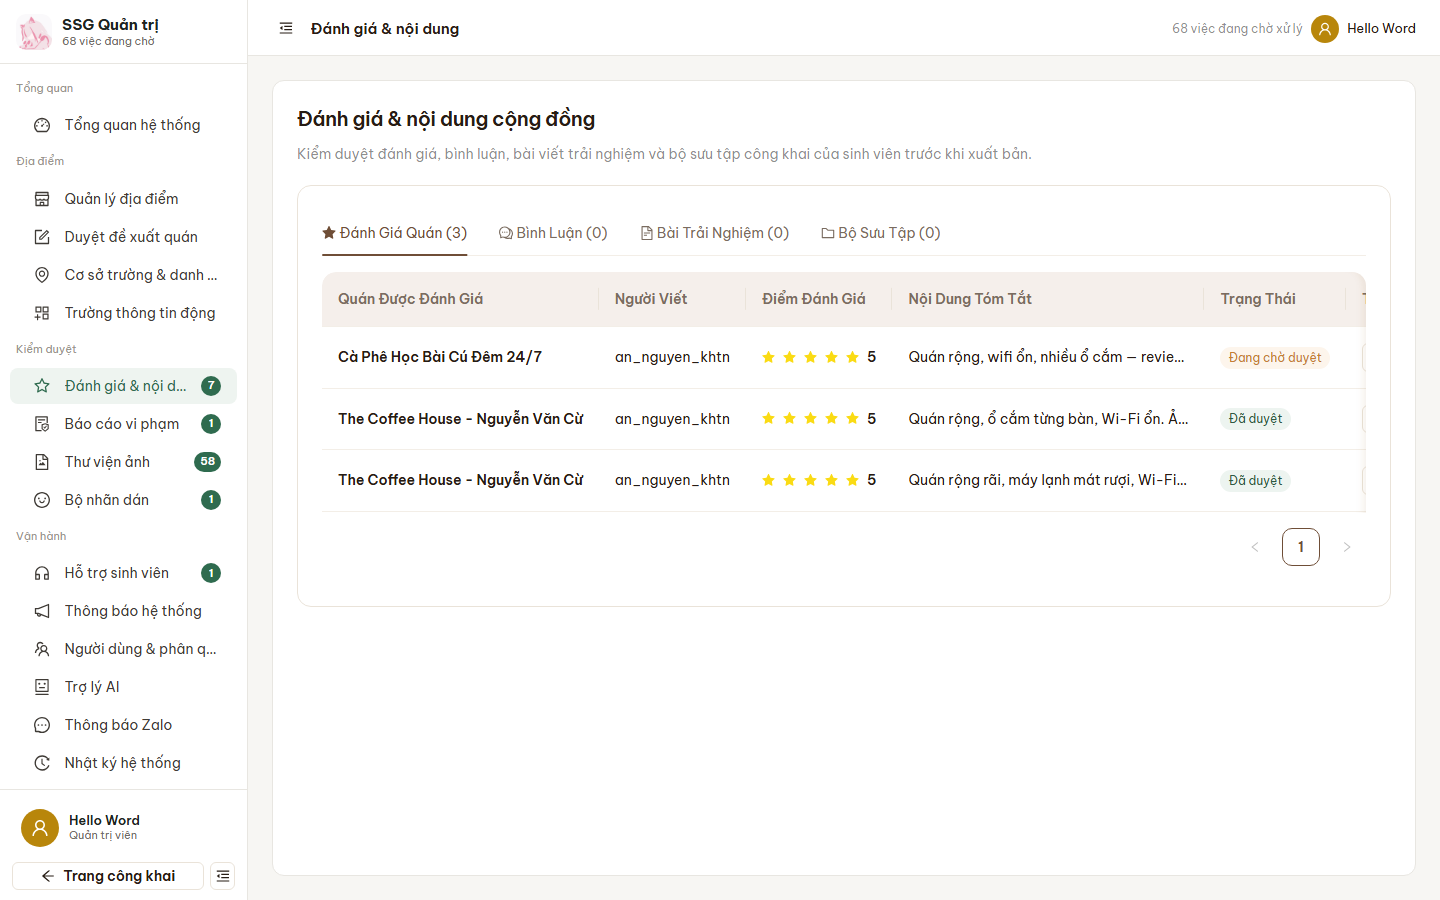 SSG Quản trị
68 việc đang chờ
Tổng quan
Tổng quan hệ thống
Địa điểm
Quản lý địa điểm
Duyệt đề xuất quán
Cơ sở trường & danh ...
Trường thông tin động
Kiểm duyệt
Đánh giá & nội d... 7
Báo cáo vi phạm 1
Thư viện ảnh 58
Bộ nhãn dán 1
Vận hành
Hỗ trợ sinh viên 1
Thông báo hệ thống
Người dùng & phân q...
Trợ lý AI
Thông báo Zalo
Nhật ký hệ thống
Hello Word
Quản trị viên
Trang công khai
Đánh giá & nội dung
68 việc đang chờ xử lý
Hello Word
Đánh giá & nội dung cộng đồng
Kiểm duyệt đánh giá, bình luận, bài viết trải nghiệm và bộ sưu tập công khai của sinh viên trước khi xuất bản.
Đánh Giá Quán (3) Bình Luận (0) Bài Trải Nghiệm (0) Bộ Sưu Tập (0)
Quán Được Đánh Giá Người Viết Điểm Đánh Giá Nội Dung Tóm Tắt Trạng Thái
Cà Phê Học Bài Cú Đêm 24/7 an_nguyen_khtn 5 Quán rộng, wifi ổn, nhiều ổ cắm — revie... Đang chờ duyệt
The Coffee House - Nguyễn Văn Cừ an_nguyen_khtn 5 Quán rộng, ổ cắm từng bàn, Wi-Fi ổn. Ả... Đã duyệt
The Coffee House - Nguyễn Văn Cừ an_nguyen_khtn 5 Quán rộng rãi, máy lạnh mát rượi, Wi-Fi... Đã duyệt
1